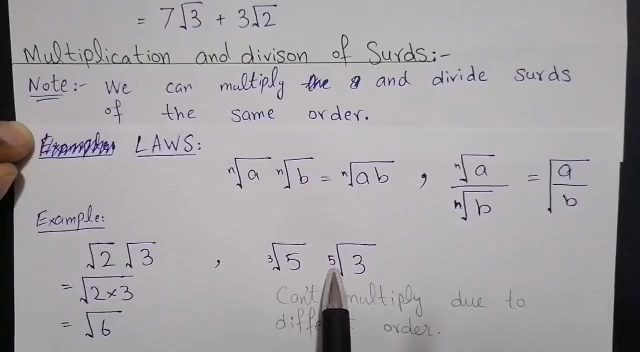 = 7√3 + 3√2
Multiplication and divison of Surds:-
Note:- We can multiply the and divide surds
of the same order.
LAWS:
ⁿ√a ⁿ√b = ⁿ√ab , ⁿ√a / ⁿ√b = √a/b
Example:
√2 √3 , ³√5 ⁵√3
= √2×3 Can't multiply due to
= √6 order.